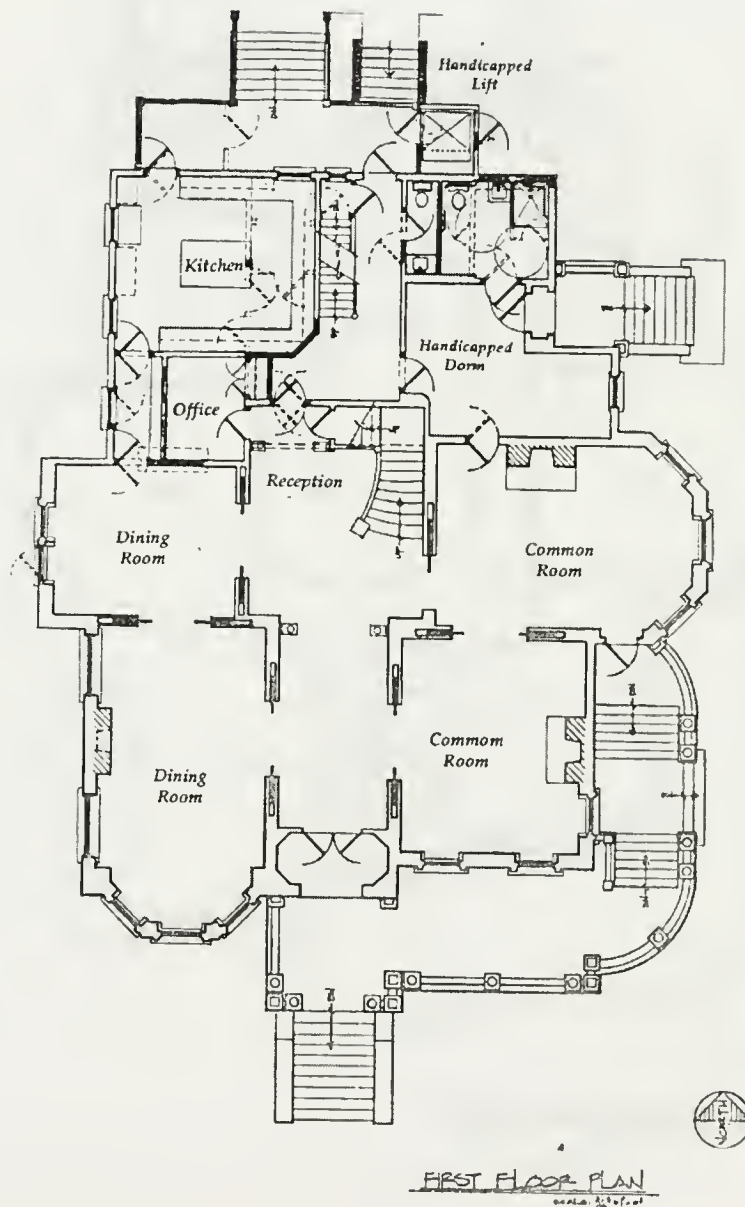 Handicapped
Lift
Kitchen
Handicapped
Dorm
Office
Reception
Dining
Room
Common
Room
Dining
Room
Commom
Room
NORTH
FIRST FLOOR PLAN